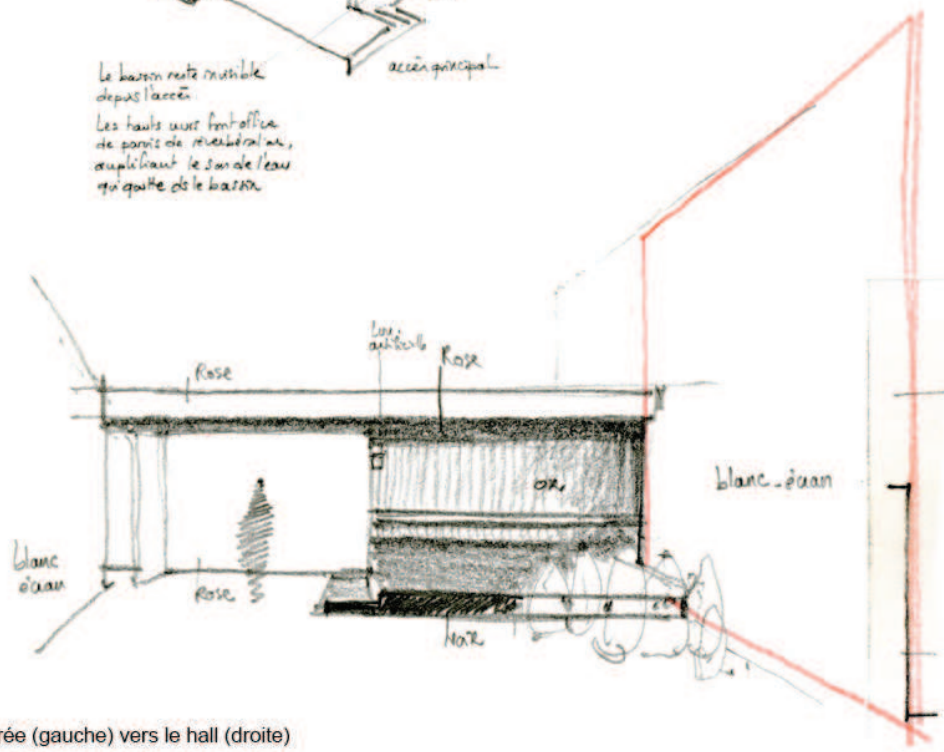 accès principal
Le bassin reste invisible
depuis l'accès.
Les hauts murs font office
de parois de réverbération,
amplifiant le son de l'eau
qui goutte ds le bassin
Rose
Rose
or
blanc-écran
blanc
écran
Rose
noir
rée (gauche) vers le hall (droite)